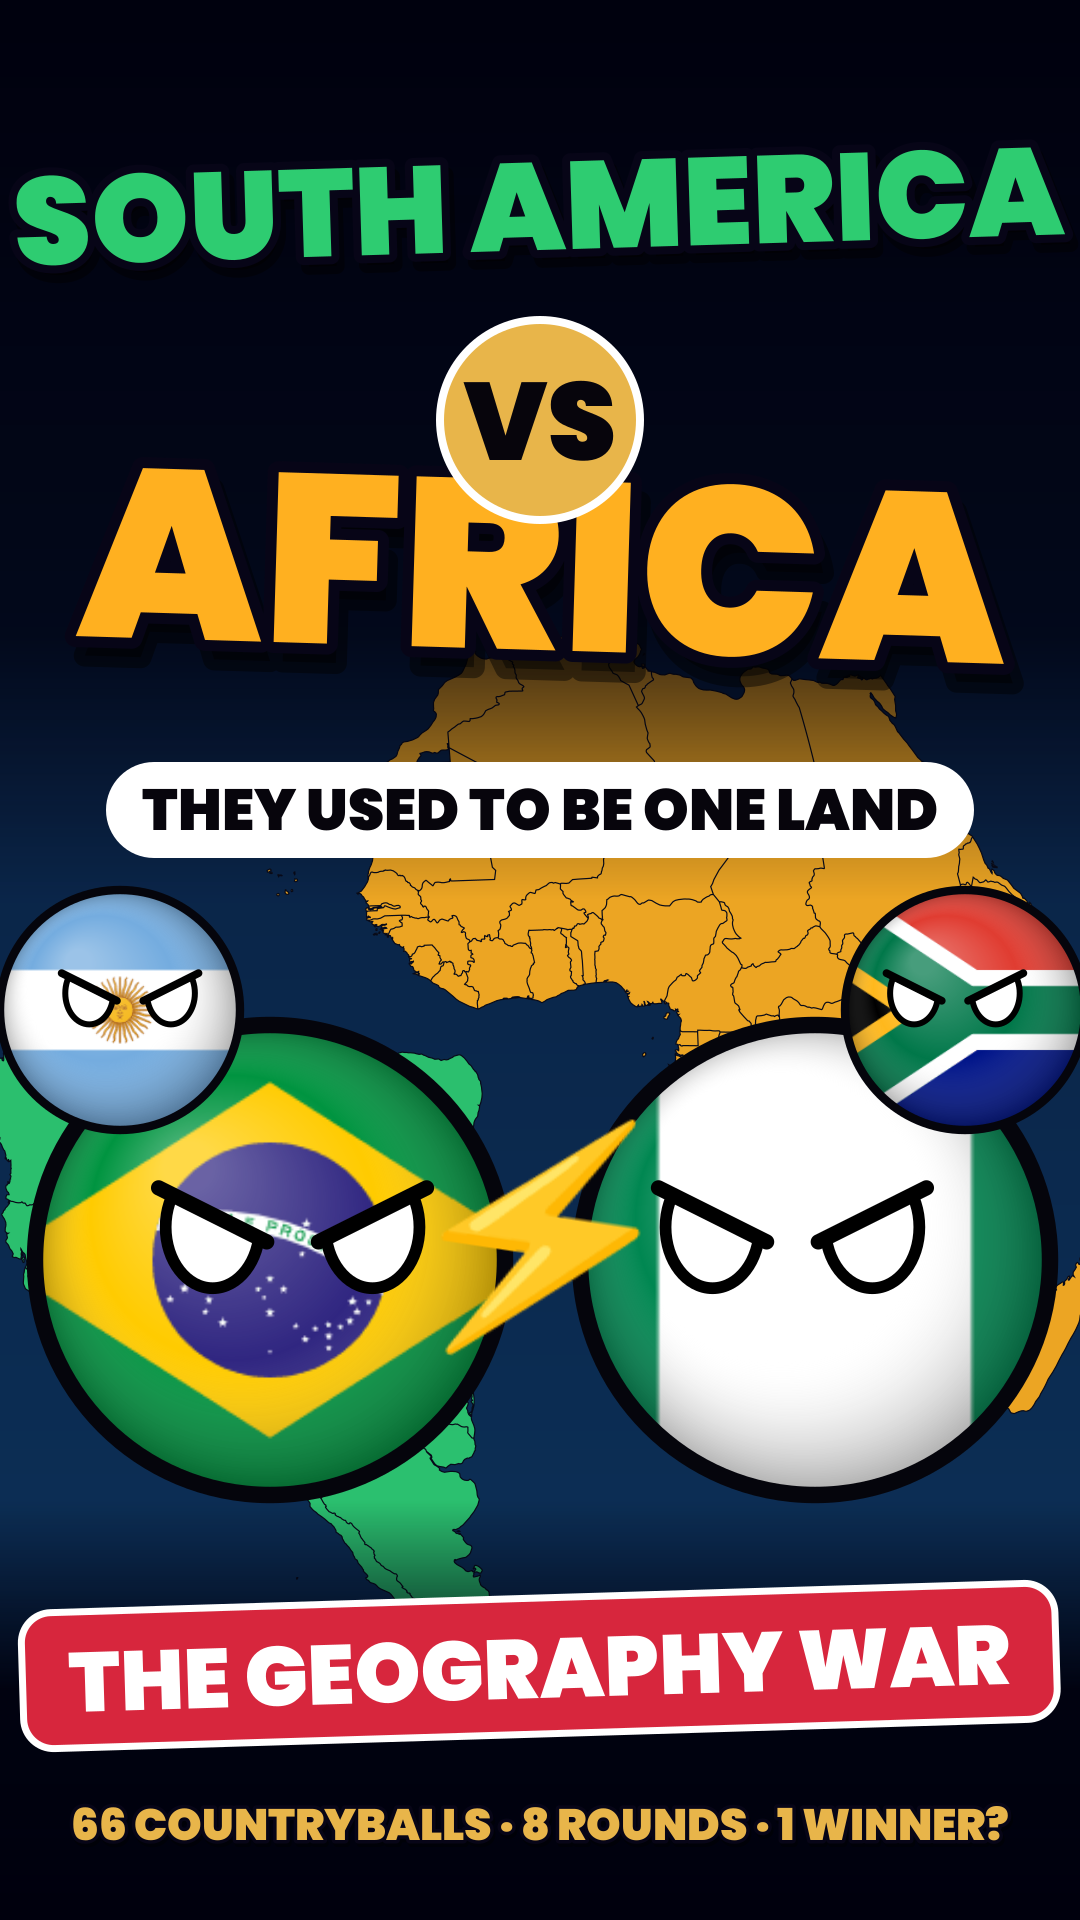 SOUTH AMERICA
VS
AFRICA
THEY USED TO BE ONE LAND
E PROG
THE GEOGRAPHY WAR
66 COUNTRYBALLS · 8 ROUNDS · 1 WINNER?